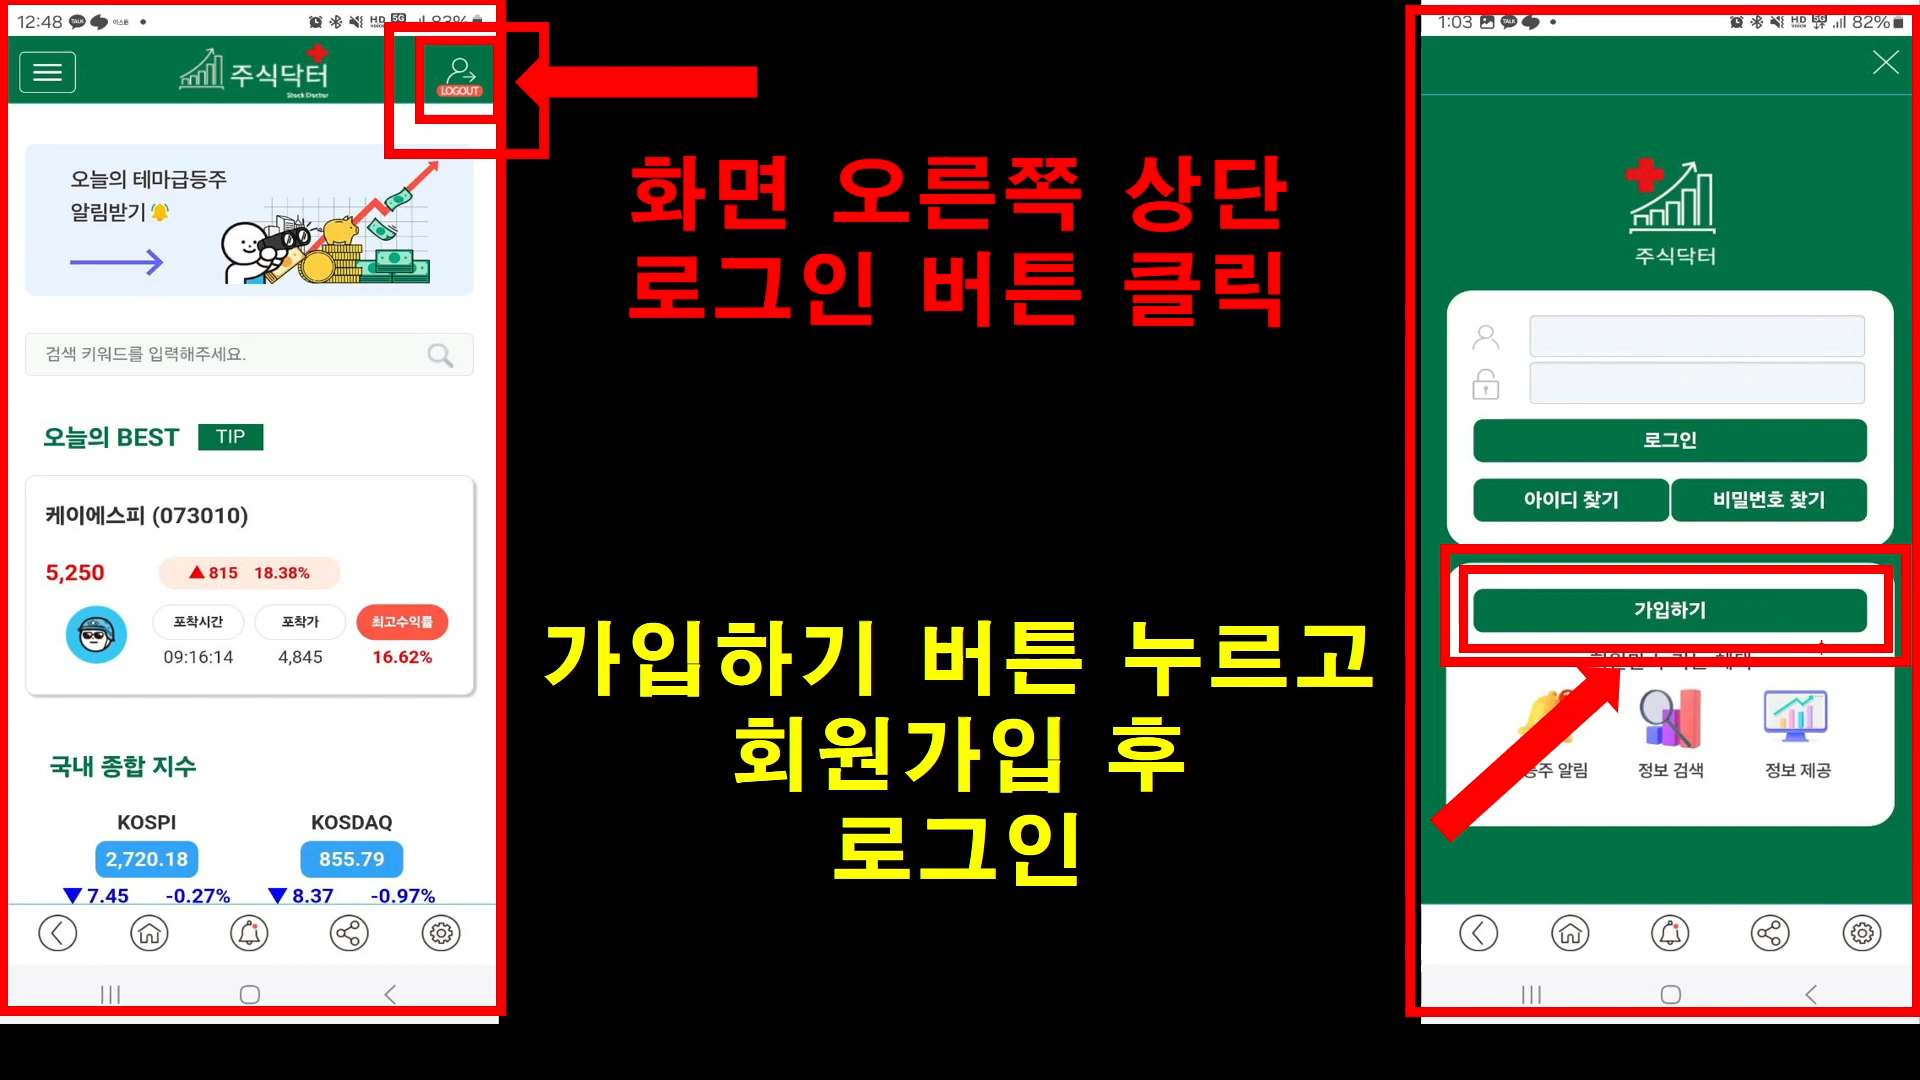 12:48
83%
주식닥터
Stock Doctor
LOGOUT
오늘의 테마급등주
알림받기
검색 키워드를 입력해주세요.
오늘의 BEST TIP
케이에스피 (073010)
5,250 ▲815 18.38%
포착시간 포착가 최고수익률
09:16:14 4,845 16.62%
국내 종합 지수
KOSPI KOSDAQ
2,720.18 855.79
▼7.45 -0.27% ▼8.37 -0.97%
화면 오른쪽 상단
로그인 버튼 클릭
가입하기 버튼 누르고
회원가입 후
로그인
1:03
82%
주식닥터
로그인
아이디 찾기 비밀번호 찾기
가입하기
알림 정보 검색 정보 제공